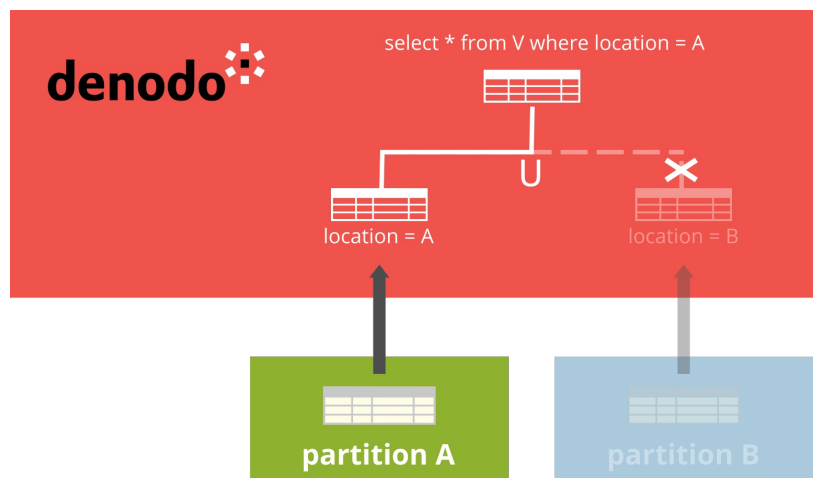 select * from V where location = A
denodo
U
location = A
location = B
partition A
partition B